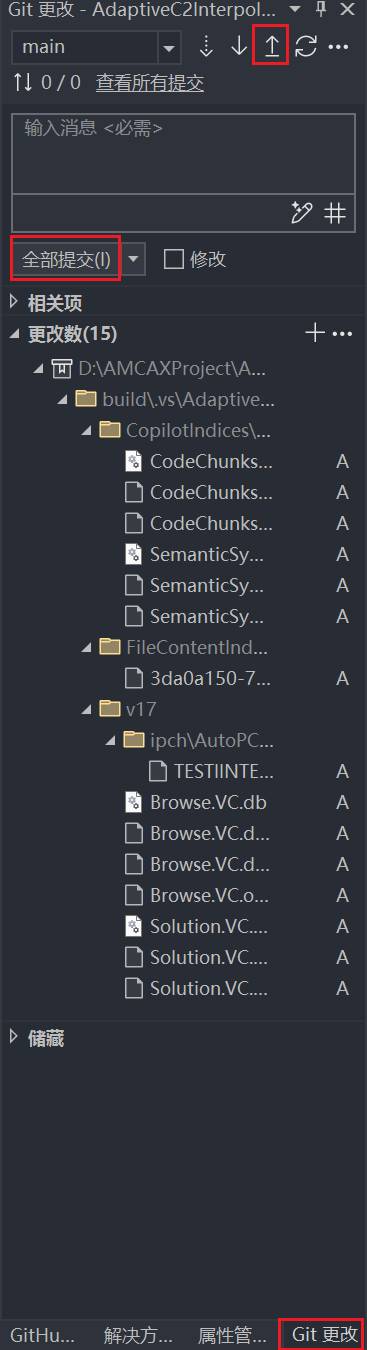 Git 更改 - AdaptiveC2Interpol...
main
0 / 0 查看所有提交
输入消息 <必需>
全部提交(I) 修改
相关项
更改数(15)
D:\AMCAXProject\A...
build\.vs\Adaptive...
CopilotIndices\...
CodeChunks... A
CodeChunks... A
CodeChunks... A
SemanticSy... A
SemanticSy... A
SemanticSy... A
FileContentInd...
3da0a150-7... A
v17
ipch\AutoPC...
TESTIINTE... A
Browse.VC.db A
Browse.VC.d... A
Browse.VC.d... A
Browse.VC.o... A
Solution.VC.... A
Solution.VC.... A
Solution.VC.... A
储藏
GitHu... 解决方... 属性管... Git 更改